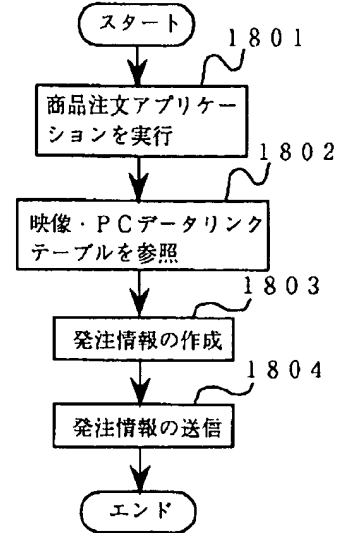 スタート
1801
商品注文アプリケー
ションを実行
1802
映像・PCデータリンク
テーブルを参照
1803
発注情報の作成
1804
発注情報の送信
エンド